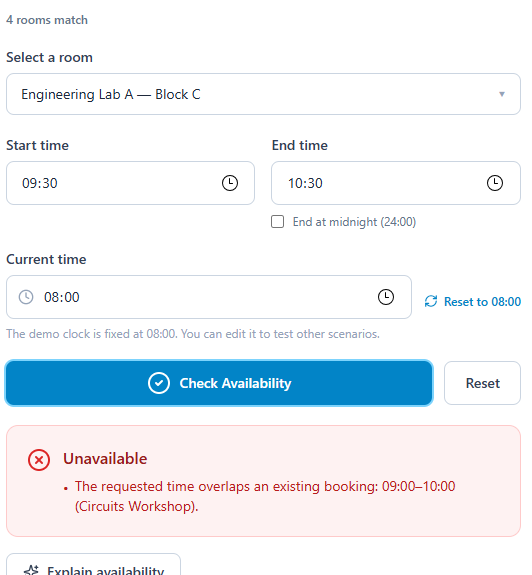 4 rooms match
Select a room
Engineering Lab A — Block C
Start time
End time
09:30
10:30
End at midnight (24:00)
Current time
08:00
Reset to 08:00
The demo clock is fixed at 08:00. You can edit it to test other scenarios.
Check Availability
Reset
Unavailable
• The requested time overlaps an existing booking: 09:00–10:00
(Circuits Workshop).
Explain availability